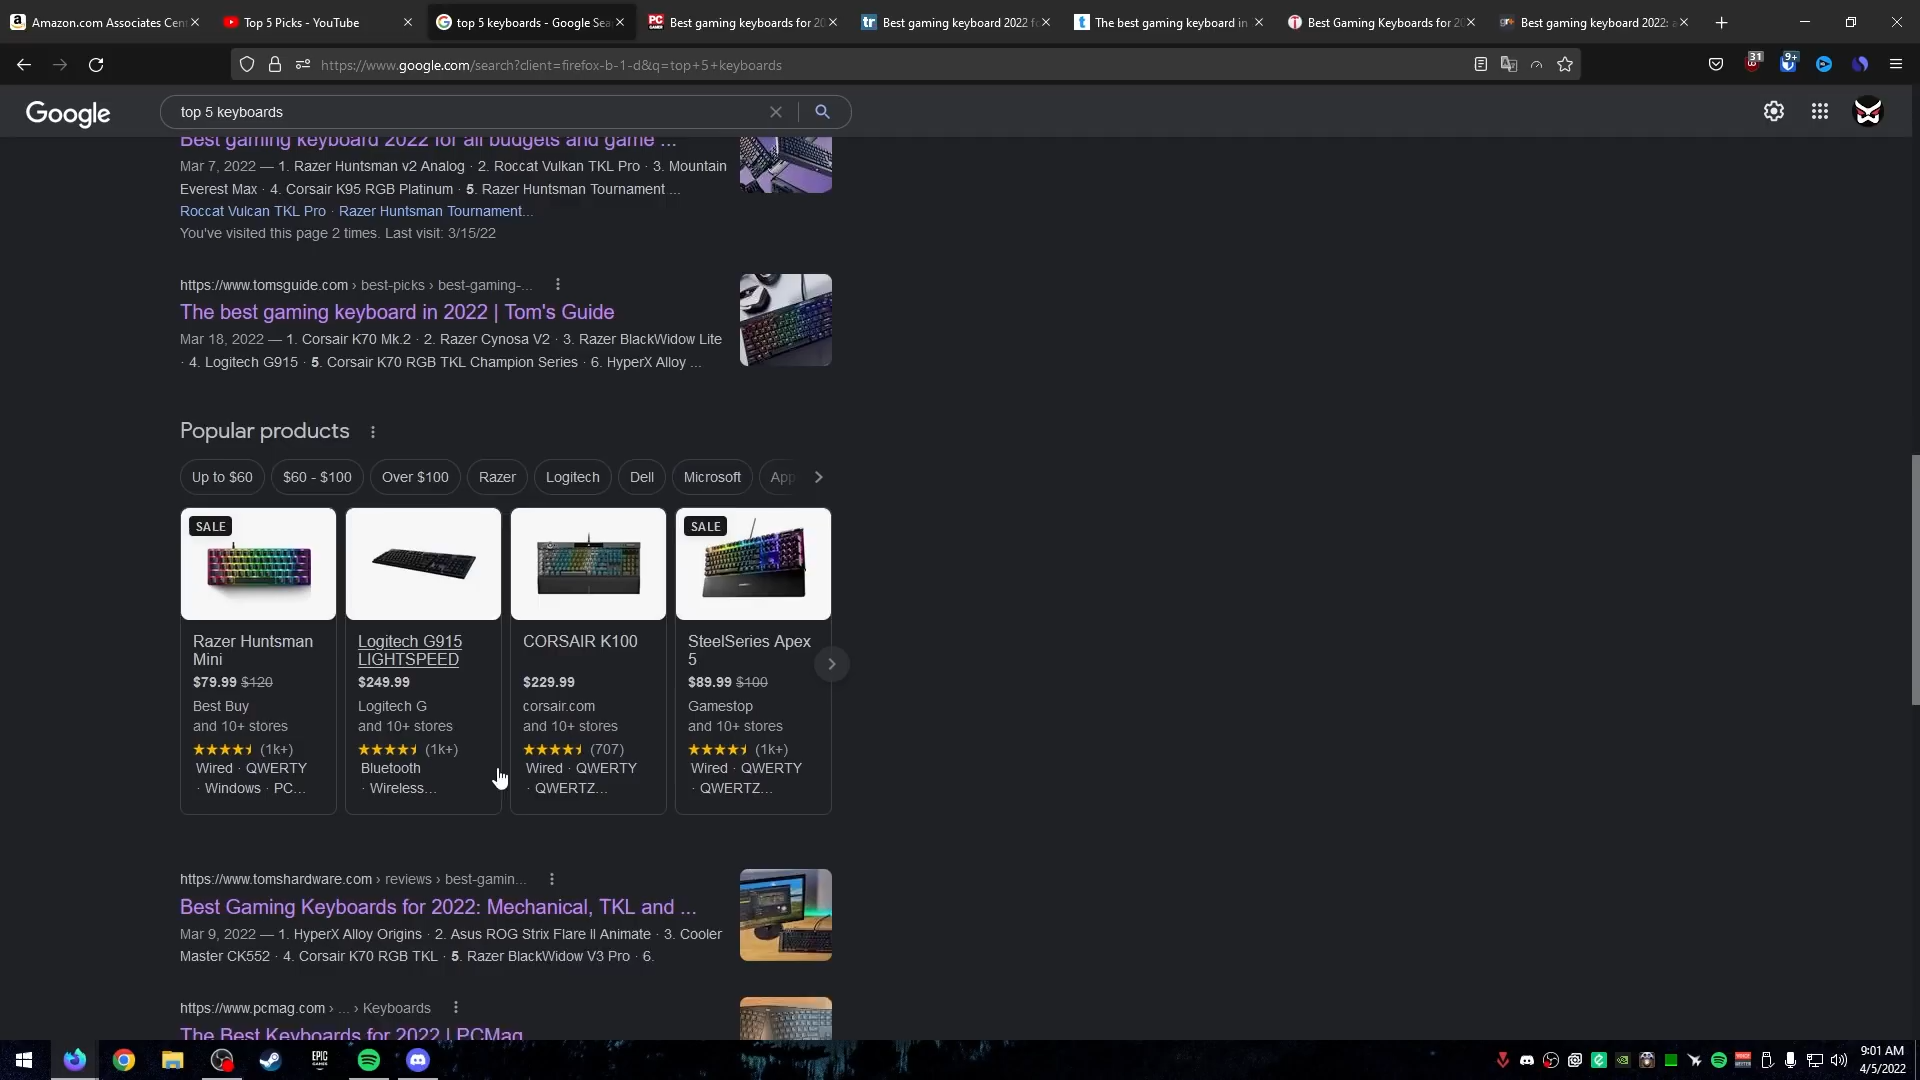 Amazon.com Associates Cen
Top 5 Picks - YouTube
top 5 keyboards - Google Sea
Best gaming keyboards for 20
Best gaming keyboard 2022 fo
The best gaming keyboard in
Best Gaming Keyboards for 20
Best gaming keyboard 2022: a
https://www.google.com/search?client=firefox-b-1-d&q=top+5+keyboards
31
9+
Google
top 5 keyboards
Best gaming keyboard 2022 for all budgets and game ...
Mar 7, 2022 — 1. Razer Huntsman v2 Analog · 2. Roccat Vulkan TKL Pro · 3. Mountain
Everest Max · 4. Corsair K95 RGB Platinum · 5. Razer Huntsman Tournament ...
Roccat Vulcan TKL Pro · Razer Huntsman Tournament...
You've visited this page 2 times. Last visit: 3/15/22
https://www.tomsguide.com › best-picks › best-gaming-...
The best gaming keyboard in 2022 | Tom's Guide
Mar 18, 2022 — 1. Corsair K70 Mk.2 · 2. Razer Cynosa V2 · 3. Razer BlackWidow Lite
· 4. Logitech G915 · 5. Corsair K70 RGB TKL Champion Series · 6. HyperX Alloy ...
Popular products
Up to $60
$60 - $100
Over $100
Razer
Logitech
Dell
Microsoft
App
SALE
SALE
Razer Huntsman
Mini
$79.99 $120
Best Buy
and 10+ stores
(1k+)
Wired · QWERTY
· Windows · PC...
Logitech G915
LIGHTSPEED
$249.99
Logitech G
and 10+ stores
(1k+)
Bluetooth
· Wireless...
CORSAIR K100
$229.99
corsair.com
and 10+ stores
(707)
Wired · QWERTY
· QWERTZ...
SteelSeries Apex
5
$89.99 $100
Gamestop
and 10+ stores
(1k+)
Wired · QWERTY
· QWERTZ...
https://www.tomshardware.com › reviews › best-gamin...
Best Gaming Keyboards for 2022: Mechanical, TKL and ...
Mar 9, 2022 — 1. HyperX Alloy Origins · 2. Asus ROG Strix Flare II Animate · 3. Cooler
Master CK552 · 4. Corsair K70 RGB TKL · 5. Razer BlackWidow V3 Pro · 6.
https://www.pcmag.com › ... › Keyboards
The Best Keyboards for 2022 | PCMag
EPIC
GAMES
9:01 AM
4/5/2022